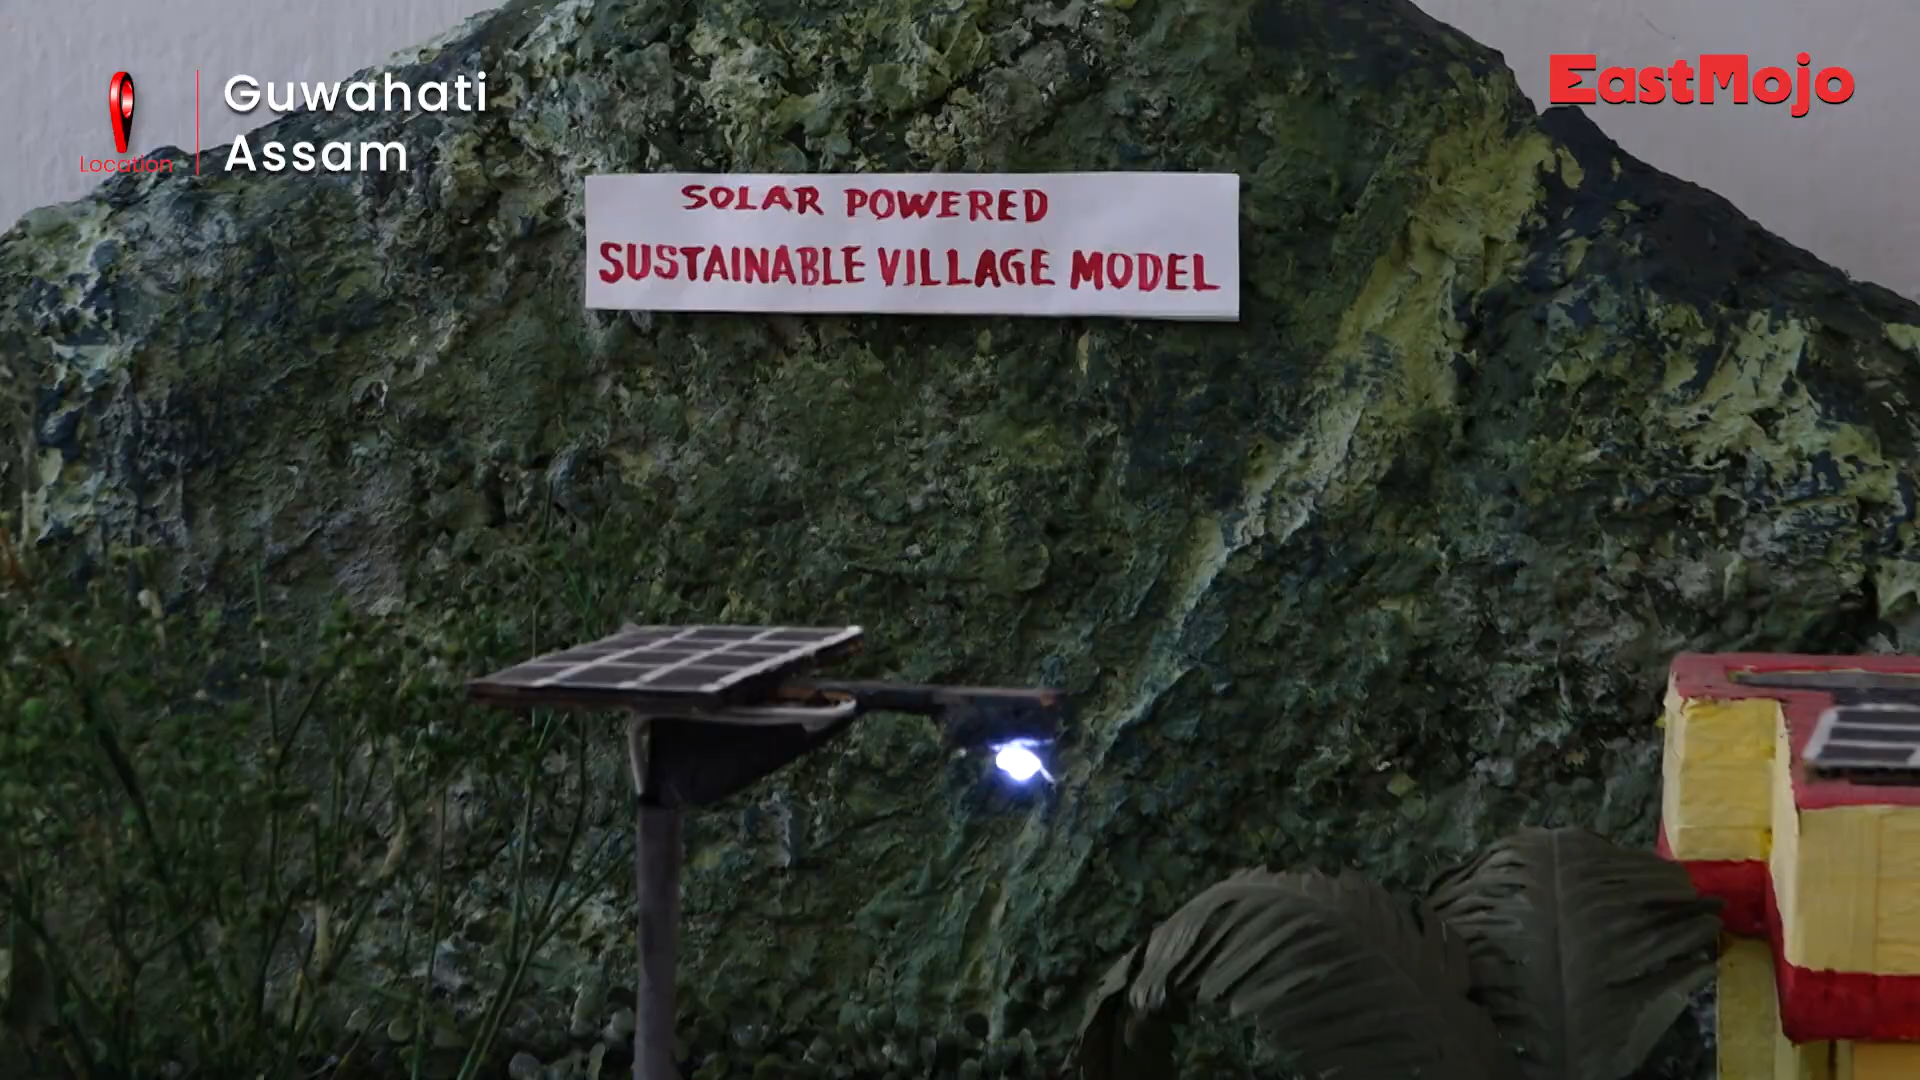 Guwahati
Assam
Location
EastMojo
SOLAR POWERED
SUSTAINABLE VILLAGE MODEL